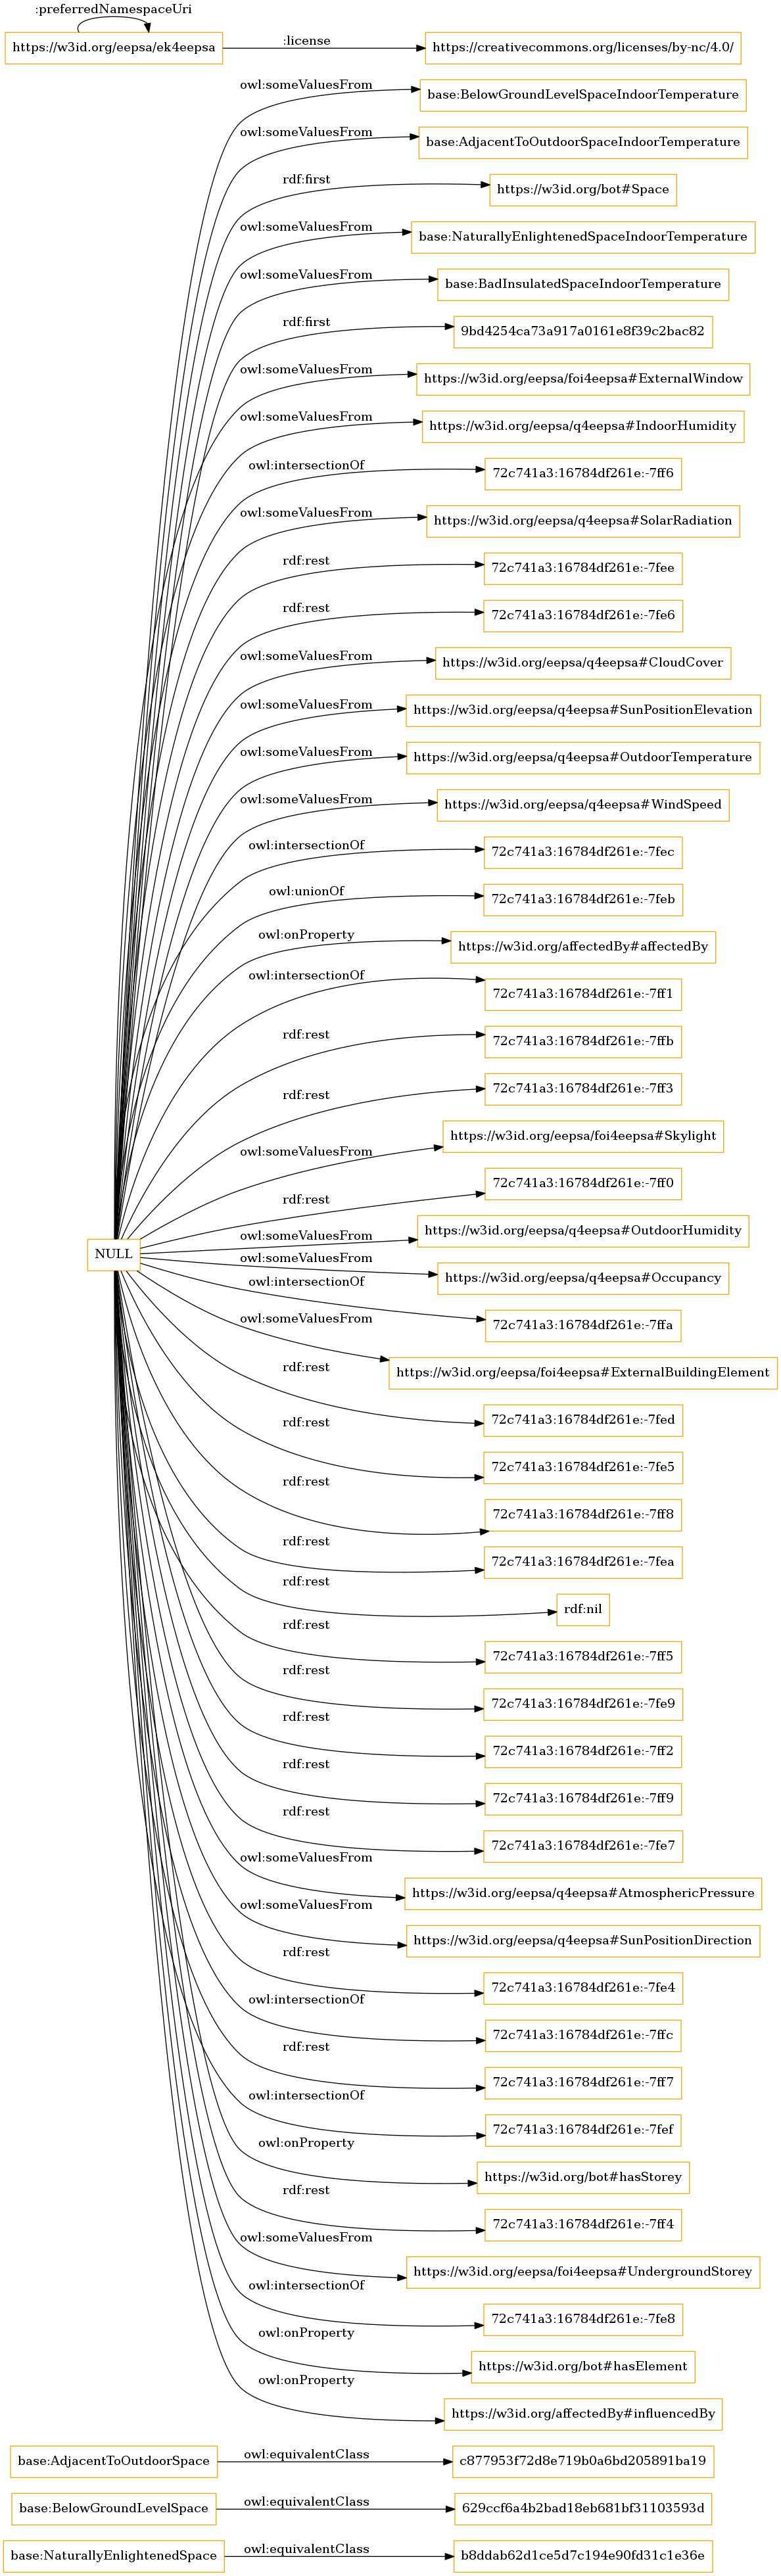 :preferredNamespaceUri
https://w3id.org/eepsa/ek4eepsa
:license
https://creativecommons.org/licenses/by-nc/4.0/
owl:someValuesFrom
base:BelowGroundLevelSpaceIndoorTemperature
owl:someValuesFrom
base:AdjacentToOutdoorSpaceIndoorTemperature
rdf:first
https://w3id.org/bot#Space
owl:someValuesFrom
base:NaturallyEnlightenedSpaceIndoorTemperature
owl:someValuesFrom
base:BadInsulatedSpaceIndoorTemperature
rdf:first
9bd4254ca73a917a0161e8f39c2bac82
owl:someValuesFrom
https://w3id.org/eepsa/foi4eepsa#ExternalWindow
owl:someValuesFrom
https://w3id.org/eepsa/q4eepsa#IndoorHumidity
owl:intersectionOf
72c741a3:16784df261e:-7ff6
owl:someValuesFrom
https://w3id.org/eepsa/q4eepsa#SolarRadiation
rdf:rest
72c741a3:16784df261e:-7fee
rdf:rest
72c741a3:16784df261e:-7fe6
owl:someValuesFrom
https://w3id.org/eepsa/q4eepsa#CloudCover
owl:someValuesFrom
https://w3id.org/eepsa/q4eepsa#SunPositionElevation
owl:someValuesFrom
https://w3id.org/eepsa/q4eepsa#OutdoorTemperature
owl:someValuesFrom
https://w3id.org/eepsa/q4eepsa#WindSpeed
owl:intersectionOf
72c741a3:16784df261e:-7fec
owl:unionOf
72c741a3:16784df261e:-7feb
owl:onProperty
https://w3id.org/affectedBy#affectedBy
owl:intersectionOf
72c741a3:16784df261e:-7ff1
rdf:rest
72c741a3:16784df261e:-7ffb
rdf:rest
72c741a3:16784df261e:-7ff3
owl:someValuesFrom
https://w3id.org/eepsa/foi4eepsa#Skylight
rdf:rest
72c741a3:16784df261e:-7ff0
owl:someValuesFrom
https://w3id.org/eepsa/q4eepsa#OutdoorHumidity
NULL
owl:someValuesFrom
https://w3id.org/eepsa/q4eepsa#Occupancy
owl:intersectionOf
72c741a3:16784df261e:-7ffa
owl:someValuesFrom
https://w3id.org/eepsa/foi4eepsa#ExternalBuildingElement
rdf:rest
72c741a3:16784df261e:-7fed
rdf:rest
72c741a3:16784df261e:-7fe5
rdf:rest
72c741a3:16784df261e:-7ff8
rdf:rest
72c741a3:16784df261e:-7fea
rdf:rest
rdf:nil
rdf:rest
72c741a3:16784df261e:-7ff5
rdf:rest
72c741a3:16784df261e:-7fe9
rdf:rest
72c741a3:16784df261e:-7ff2
rdf:rest
72c741a3:16784df261e:-7ff9
rdf:rest
72c741a3:16784df261e:-7fe7
owl:someValuesFrom
https://w3id.org/eepsa/q4eepsa#AtmosphericPressure
owl:someValuesFrom
https://w3id.org/eepsa/q4eepsa#SunPositionDirection
rdf:rest
72c741a3:16784df261e:-7fe4
owl:intersectionOf
72c741a3:16784df261e:-7ffc
rdf:rest
72c741a3:16784df261e:-7ff7
owl:intersectionOf
72c741a3:16784df261e:-7fef
owl:onProperty
https://w3id.org/bot#hasStorey
rdf:rest
72c741a3:16784df261e:-7ff4
owl:someValuesFrom
https://w3id.org/eepsa/foi4eepsa#UndergroundStorey
owl:intersectionOf
72c741a3:16784df261e:-7fe8
owl:onProperty
https://w3id.org/bot#hasElement
owl:onProperty
https://w3id.org/affectedBy#influencedBy
base:AdjacentToOutdoorSpace
owl:equivalentClass
c877953f72d8e719b0a6bd205891ba19
base:BelowGroundLevelSpace
owl:equivalentClass
629ccf6a4b2bad18eb681bf31103593d
base:NaturallyEnlightenedSpace
owl:equivalentClass
b8ddab62d1ce5d7c194e90fd31c1e36e